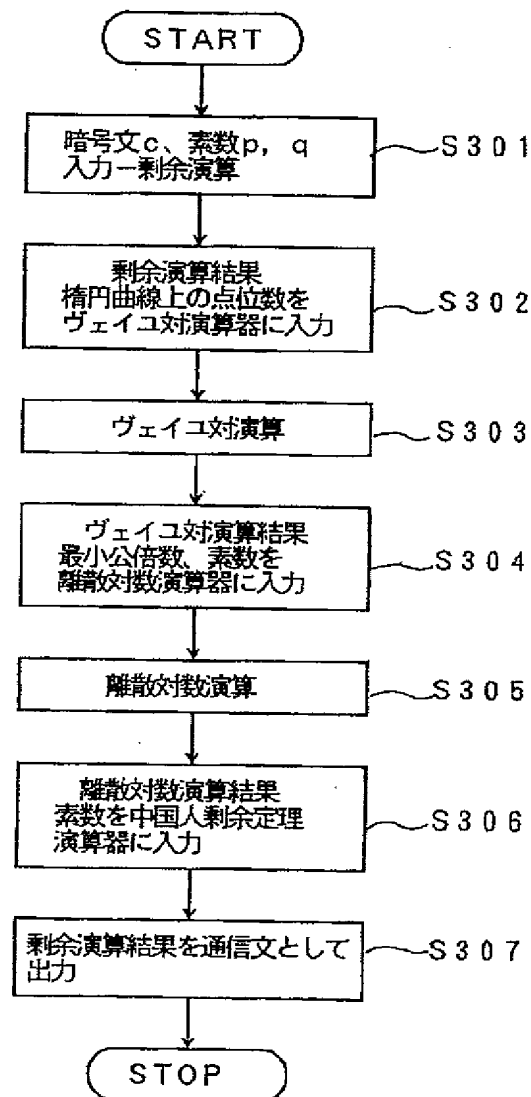 START
暗号文c、素数p，q
入力ー剰余演算
S301
剰余演算結果
楕円曲線上の点位数を
ヴェイユ対演算器に入力
S302
ヴェイユ対演算
S303
ヴェイユ対演算結果
最小公倍数、素数を
離散対数演算器に入力
S304
離散対数演算
S305
離散対数演算結果
素数を中国人剰余定理
演算器に入力
S306
剰余演算結果を通信文として
出力
S307
STOP